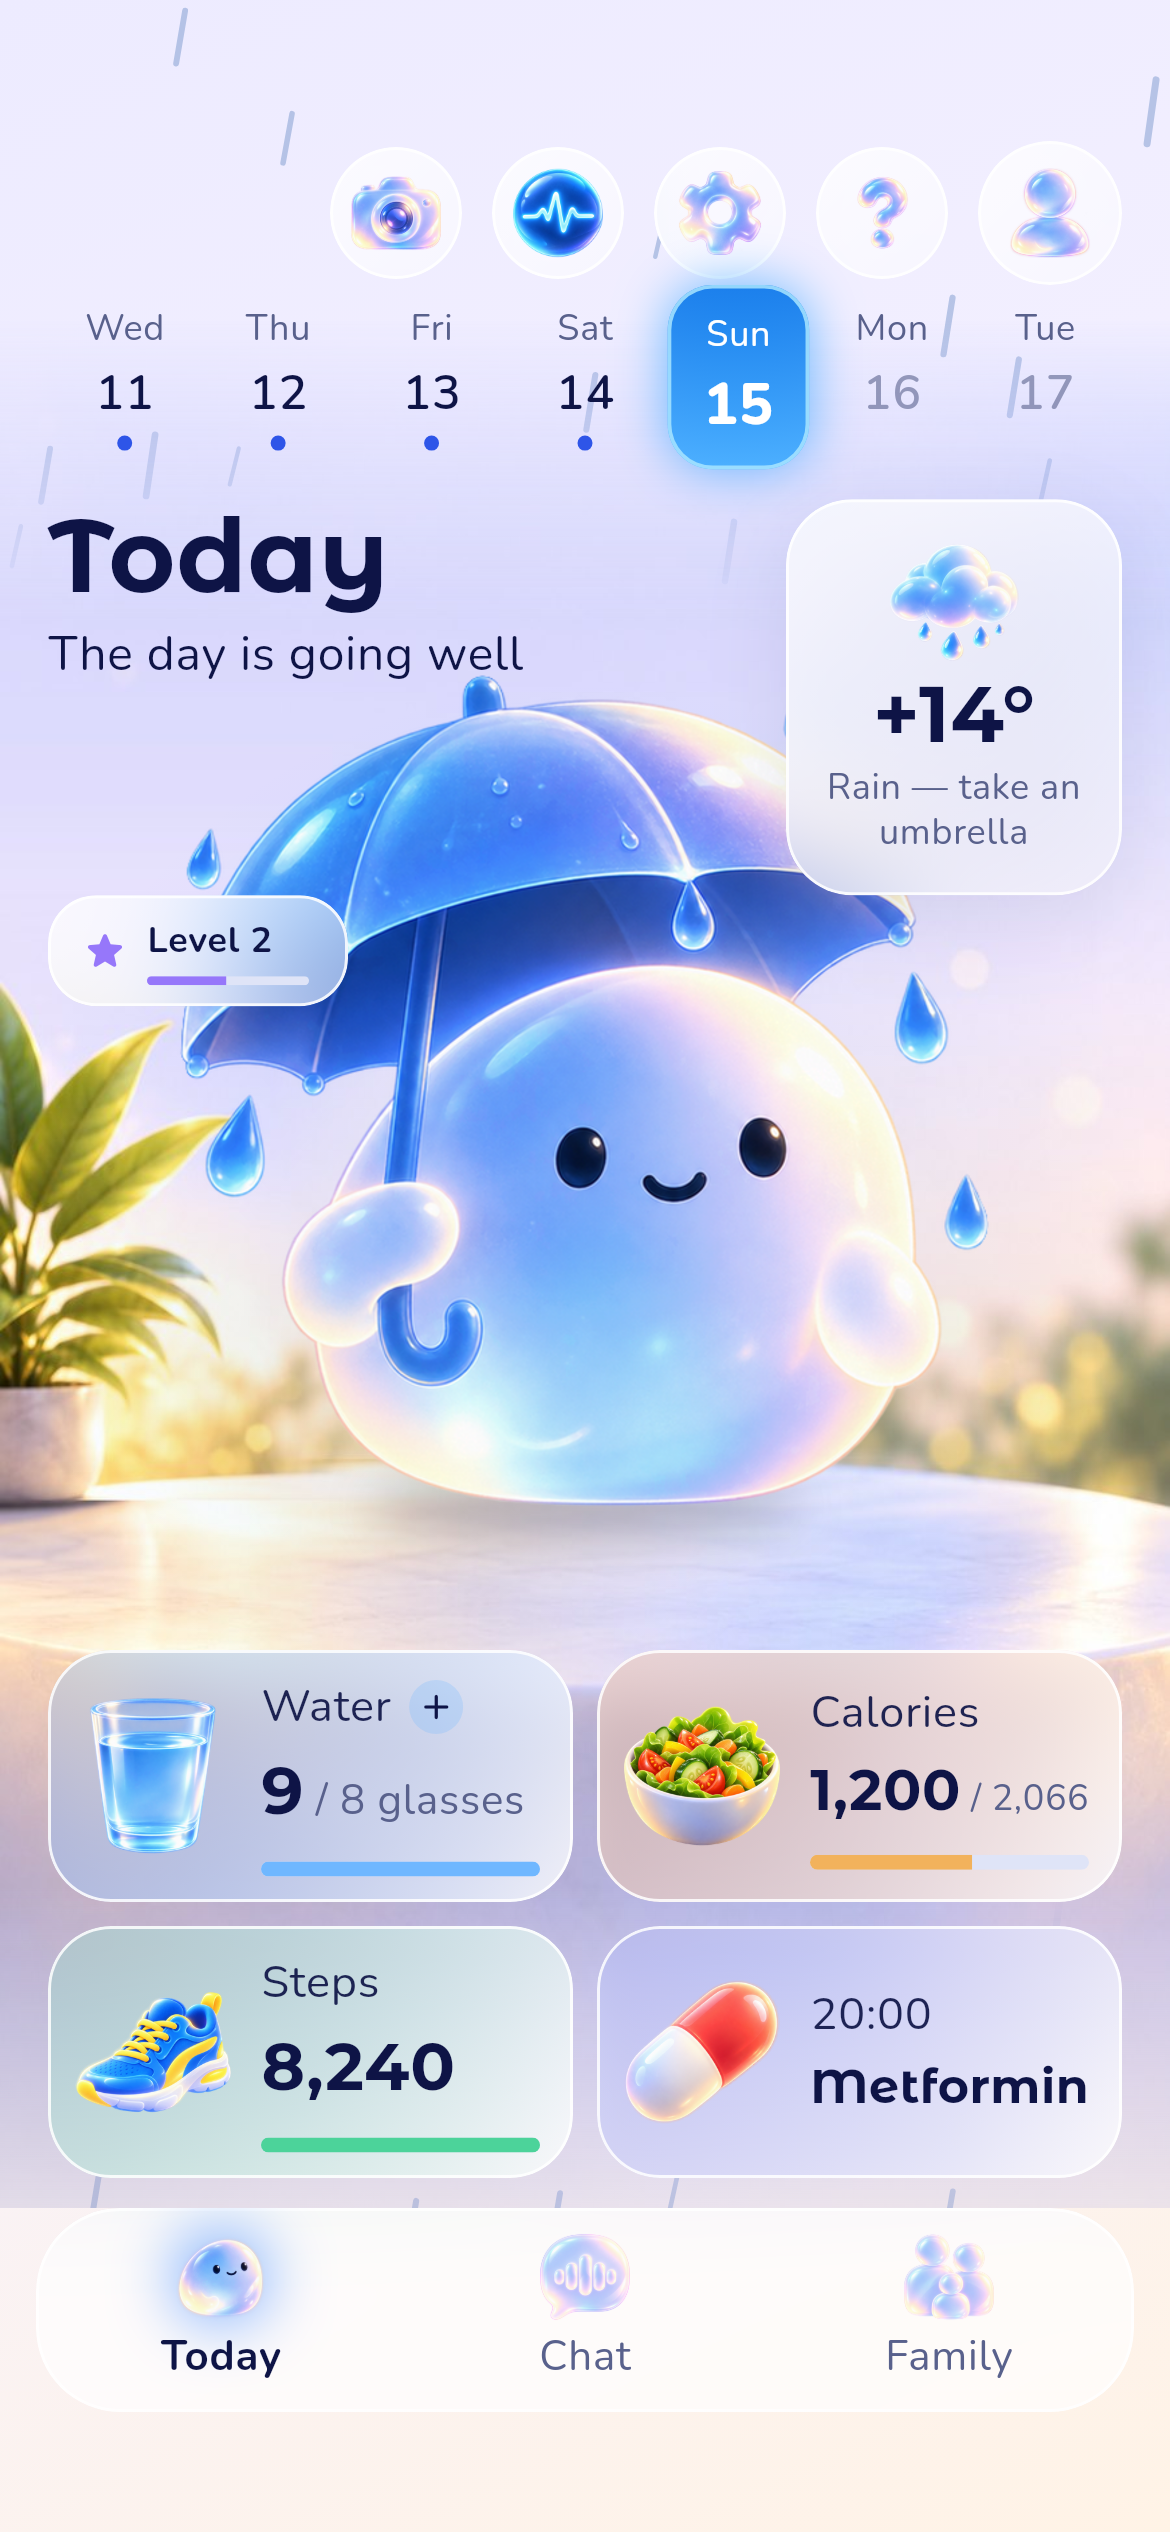 Wed Thu Fri Sat Sun Mon Tue
11 12 13 14 15 16 17
Today
The day is going well
+14°
Rain — take an
umbrella
Level 2
Water +
9 / 8 glasses
Calories
1,200 / 2,066
Steps
8,240
20:00
Metformin
Today Chat Family